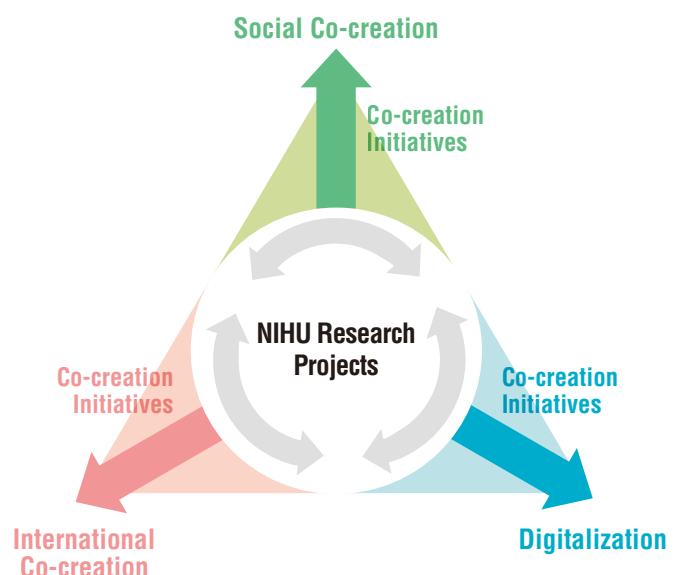 Social Co-creation
Co-creation
Initiatives
NIHU Research
Projects
Co-creation
Initiatives
Co-creation
Initiatives
International
Co-creation
Digitalization